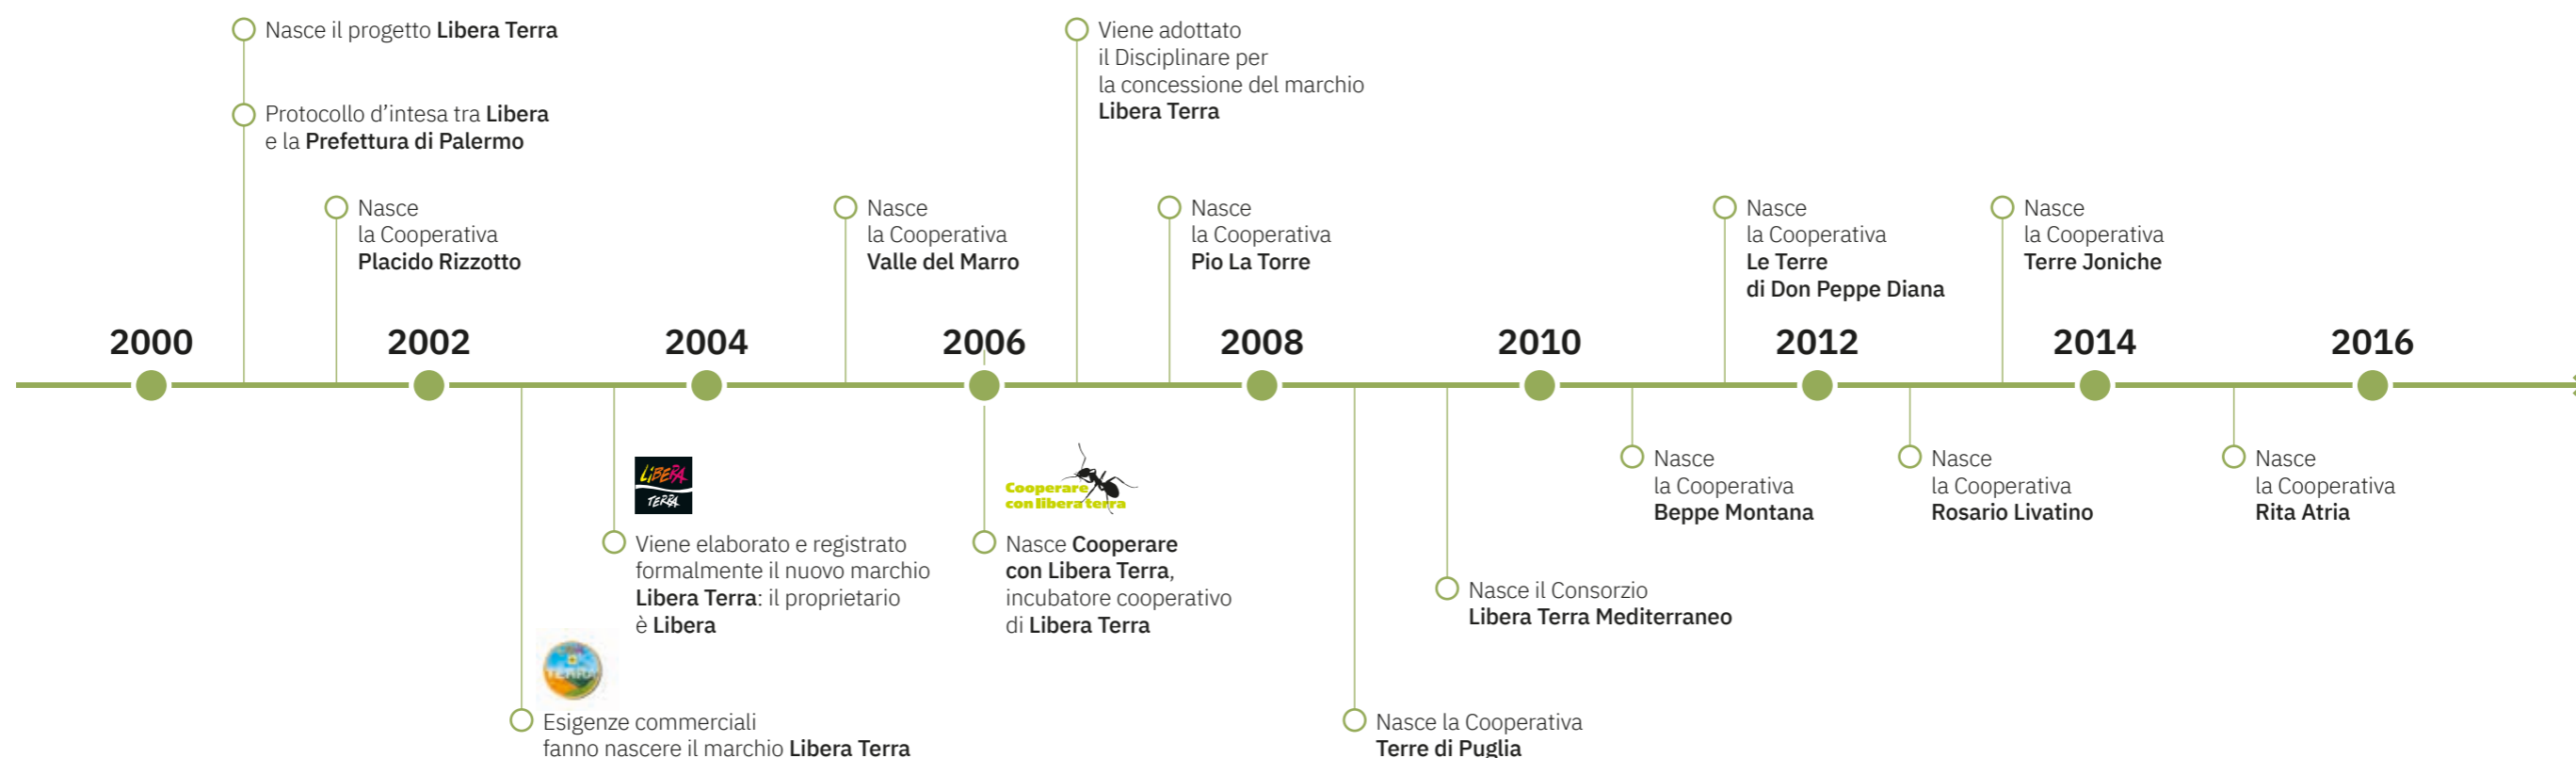 Nasce il progetto Libera Terra
Protocollo d'intesa tra Libera
e la Prefettura di Palermo
Nasce
la Cooperativa
Placido Rizzotto
Nasce
la Cooperativa
Valle del Marro
Viene adottato
il Disciplinare per
la concessione del marchio
Libera Terra
Nasce
la Cooperativa
Pio La Torre
Nasce
la Cooperativa
Le Terre
di Don Peppe Diana
Nasce
la Cooperativa
Terre Joniche
2000
2002
2004
2006
2008
2010
2012
2014
2016
LiBERA
TERRA
Viene elaborato e registrato
formalmente il nuovo marchio
Libera Terra: il proprietario
è Libera
TERRA
Esigenze commerciali
fanno nascere il marchio Libera Terra
Cooperare
con libera terra
Nasce Cooperare
con Libera Terra,
incubatore cooperativo
di Libera Terra
Nasce la Cooperativa
Terre di Puglia
Nasce il Consorzio
Libera Terra Mediterraneo
Nasce
la Cooperativa
Beppe Montana
Nasce
la Cooperativa
Rosario Livatino
Nasce
la Cooperativa
Rita Atria